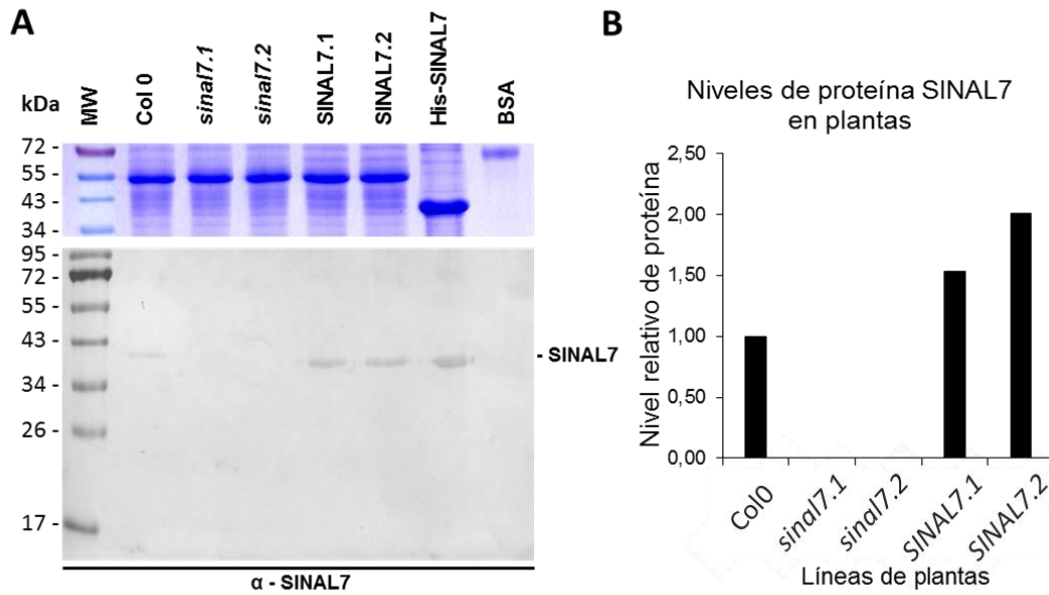 A
kDa
MW
Col 0
sinal7.1
sinal7.2
SINAL7.1
SINAL7.2
His-SINAL7
BSA
72 -
55 -
43 -
34 -
95 -
72 -
55 -
43 -
34 -
26 -
17 -
- SINAL7
α - SINAL7
B
Niveles de proteína SINAL7
en plantas
Nivel relativo de proteína
2,50
2,00
1,50
1,00
0,50
0,00
Col0
sinal7.1
sinal7.2
SINAL7.1
SINAL7.2
Líneas de plantas